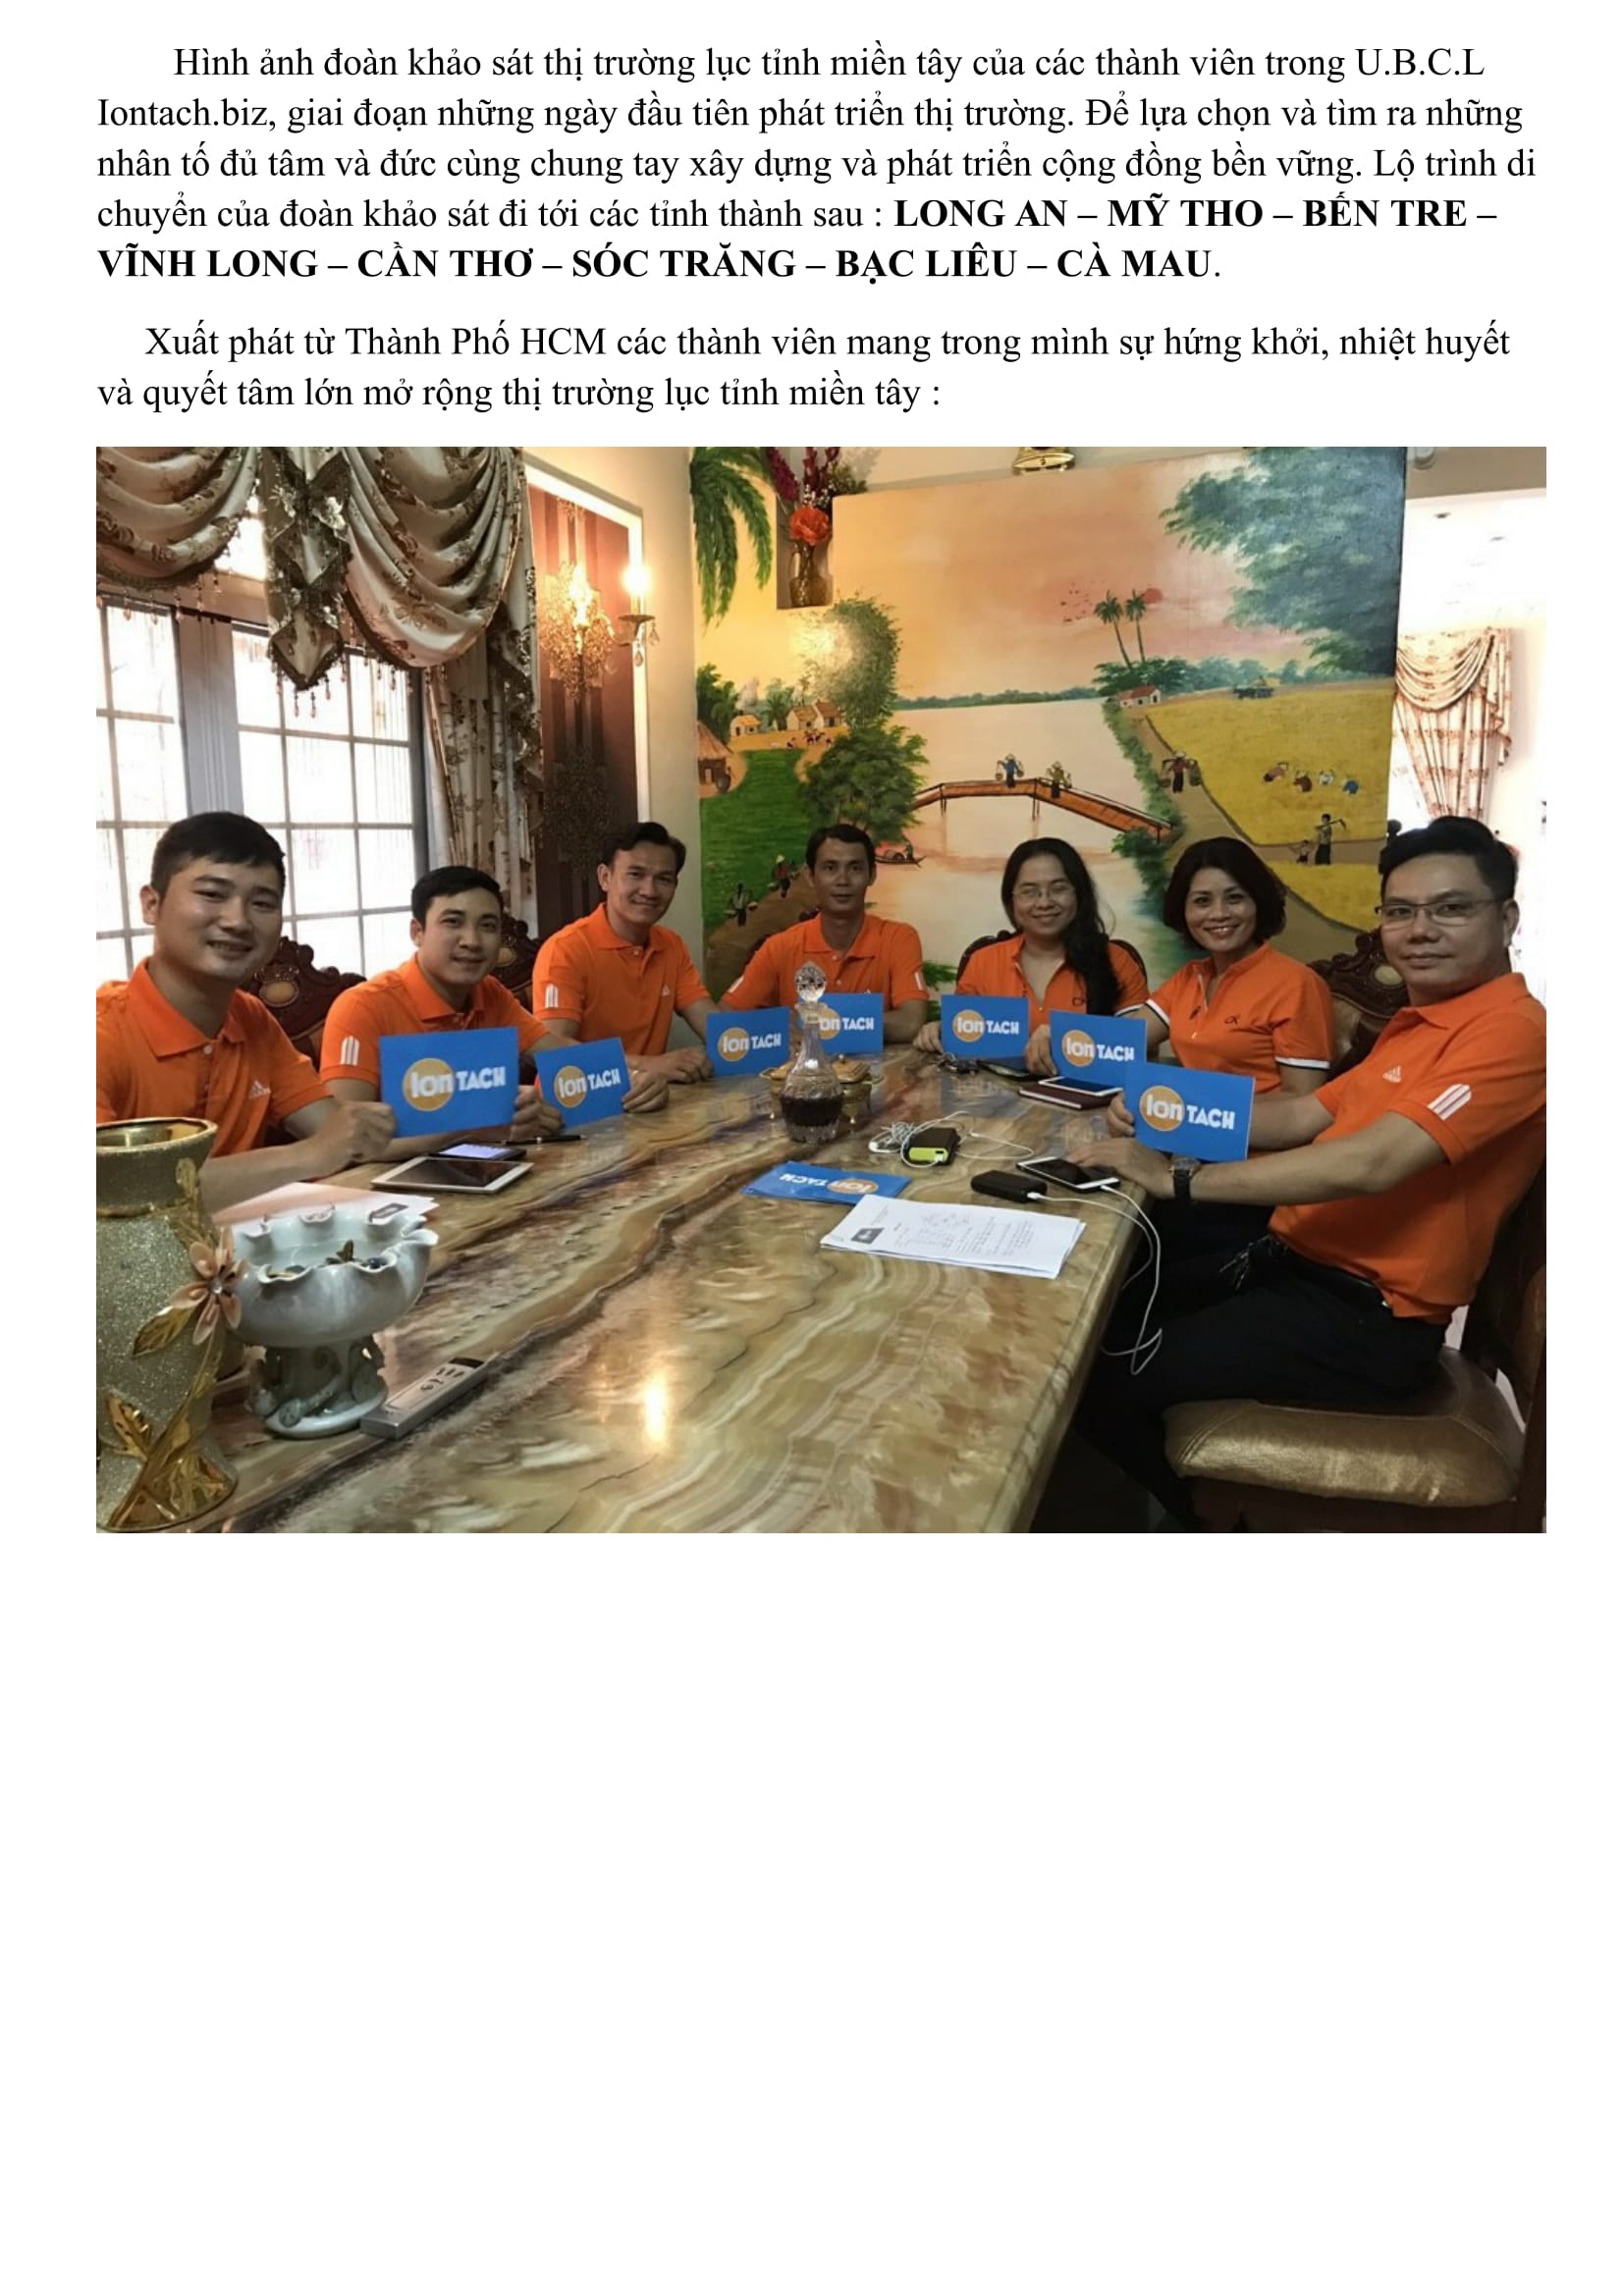 Hình ảnh đoàn khảo sát thị trường lục tỉnh miền tây của các thành viên trong U.B.C.L
Iontach.biz, giai đoạn những ngày đầu tiên phát triển thị trường. Để lựa chọn và tìm ra những
nhân tố đủ tâm và đức cùng chung tay xây dựng và phát triển cộng đồng bền vững. Lộ trình di
chuyển của đoàn khảo sát đi tới các tỉnh thành sau : LONG AN – MỸ THO – BẾN TRE –
VĨNH LONG – CẦN THƠ – SÓC TRĂNG – BẠC LIÊU – CÀ MAU.
Xuất phát từ Thành Phố HCM các thành viên mang trong mình sự hứng khởi, nhiệt huyết
và quyết tâm lớn mở rộng thị trường lục tỉnh miền tây :
Ion TACH
Ion TACH
Ion TACH
Ion TACH
Ion TACH
Ion TACH
Ion TACH
Ion TACH
adidas